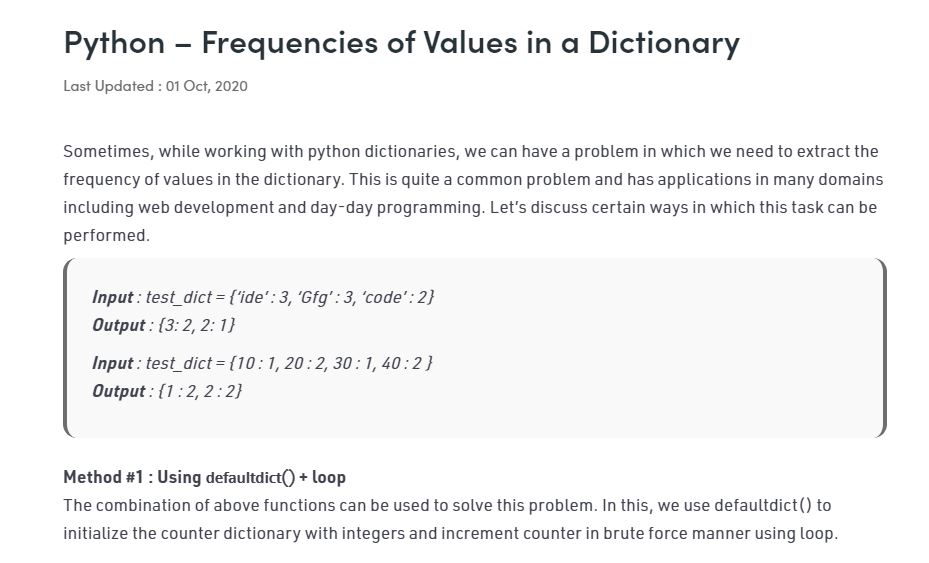 Python – Frequencies of Values in a Dictionary
Last Updated : 01 Oct, 2020
Sometimes, while working with python dictionaries, we can have a problem in which we need to extract the
frequency of values in the dictionary. This is quite a common problem and has applications in many domains
including web development and day-day programming. Let’s discuss certain ways in which this task can be
performed.
Input : test_dict = {‘ide’ : 3, ‘Gfg’ : 3, ‘code’ : 2}
Output : {3: 2, 2: 1}
Input : test_dict = {10 : 1, 20 : 2, 30 : 1, 40 : 2 }
Output : {1 : 2, 2 : 2}
Method #1 : Using defaultdict() + loop
The combination of above functions can be used to solve this problem. In this, we use defaultdict() to
initialize the counter dictionary with integers and increment counter in brute force manner using loop.